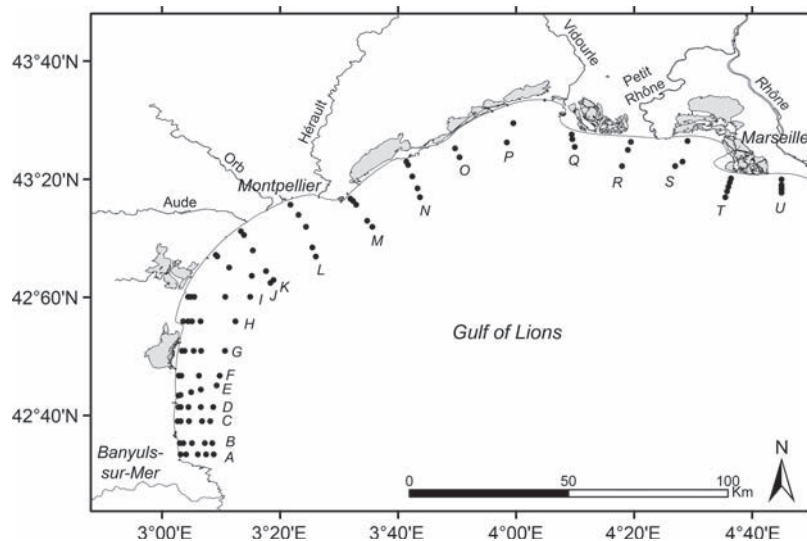 43°40'N
43°20'N
42°60'N
42°40'N
3°00'E
3°20'E
3°40'E
4°00'E
4°20'E
4°40'E
Vidourle
Petit
Rhône
Rhône
Marseille
Hérault
Orb
Montpellier
Aude
Banyuls-
sur-Mer
Gulf of Lions
A
B
C
D
E
F
G
H
I
J
K
L
M
N
O
P
Q
R
S
T
U
N
0
50
100
Km